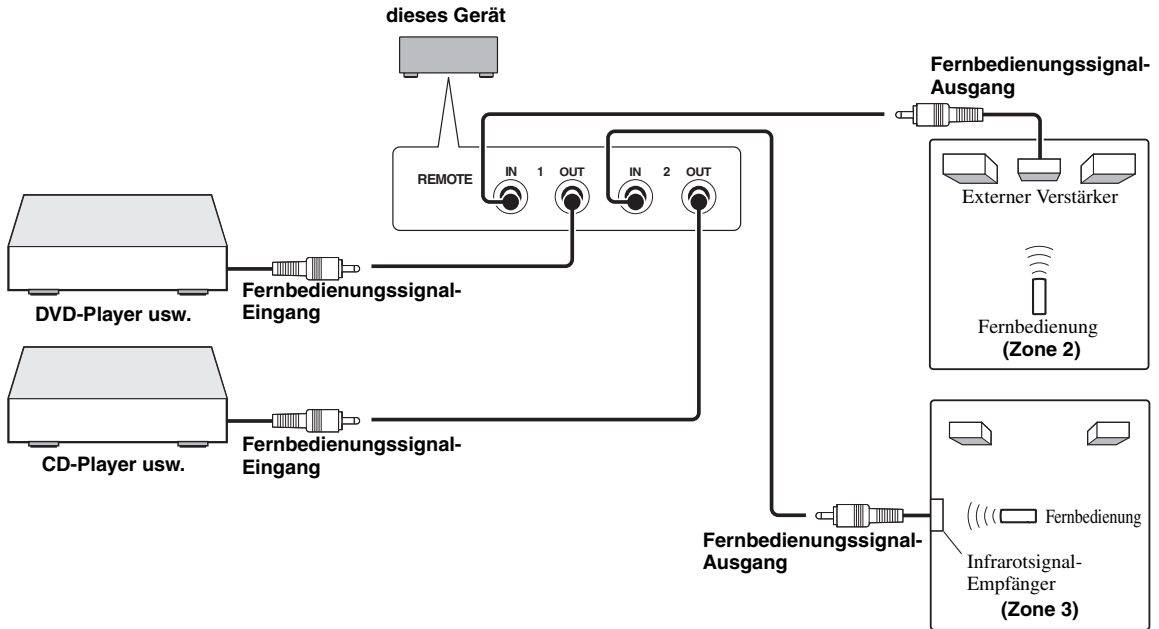 dieses Gerät
Fernbedienungssignal-
Ausgang
REMOTE
IN 1 OUT
IN 2 OUT
Externer Verstärker
Fernbedienung
(Zone 2)
Fernbedienungssignal-
Eingang
DVD-Player usw.
Fernbedienungssignal-
Eingang
CD-Player usw.
Fernbedienungssignal-
Ausgang
Fernbedienung
Infrarotsignal-
Empfänger
(Zone 3)